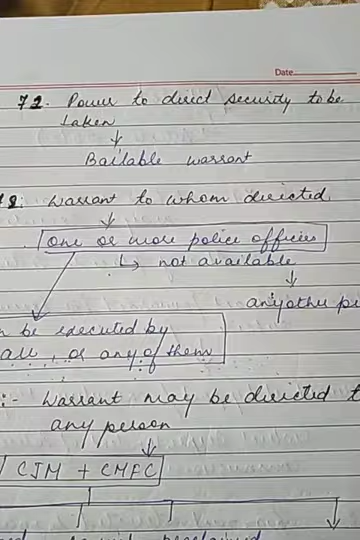 Date
72. Power to direct security to be
taken
Bailable warrant
Warrant to whom directed
one or more police officers
not available
any other
be executed by
all, or any of them
:- Warrant may be directed
any person
CJM + CMFC